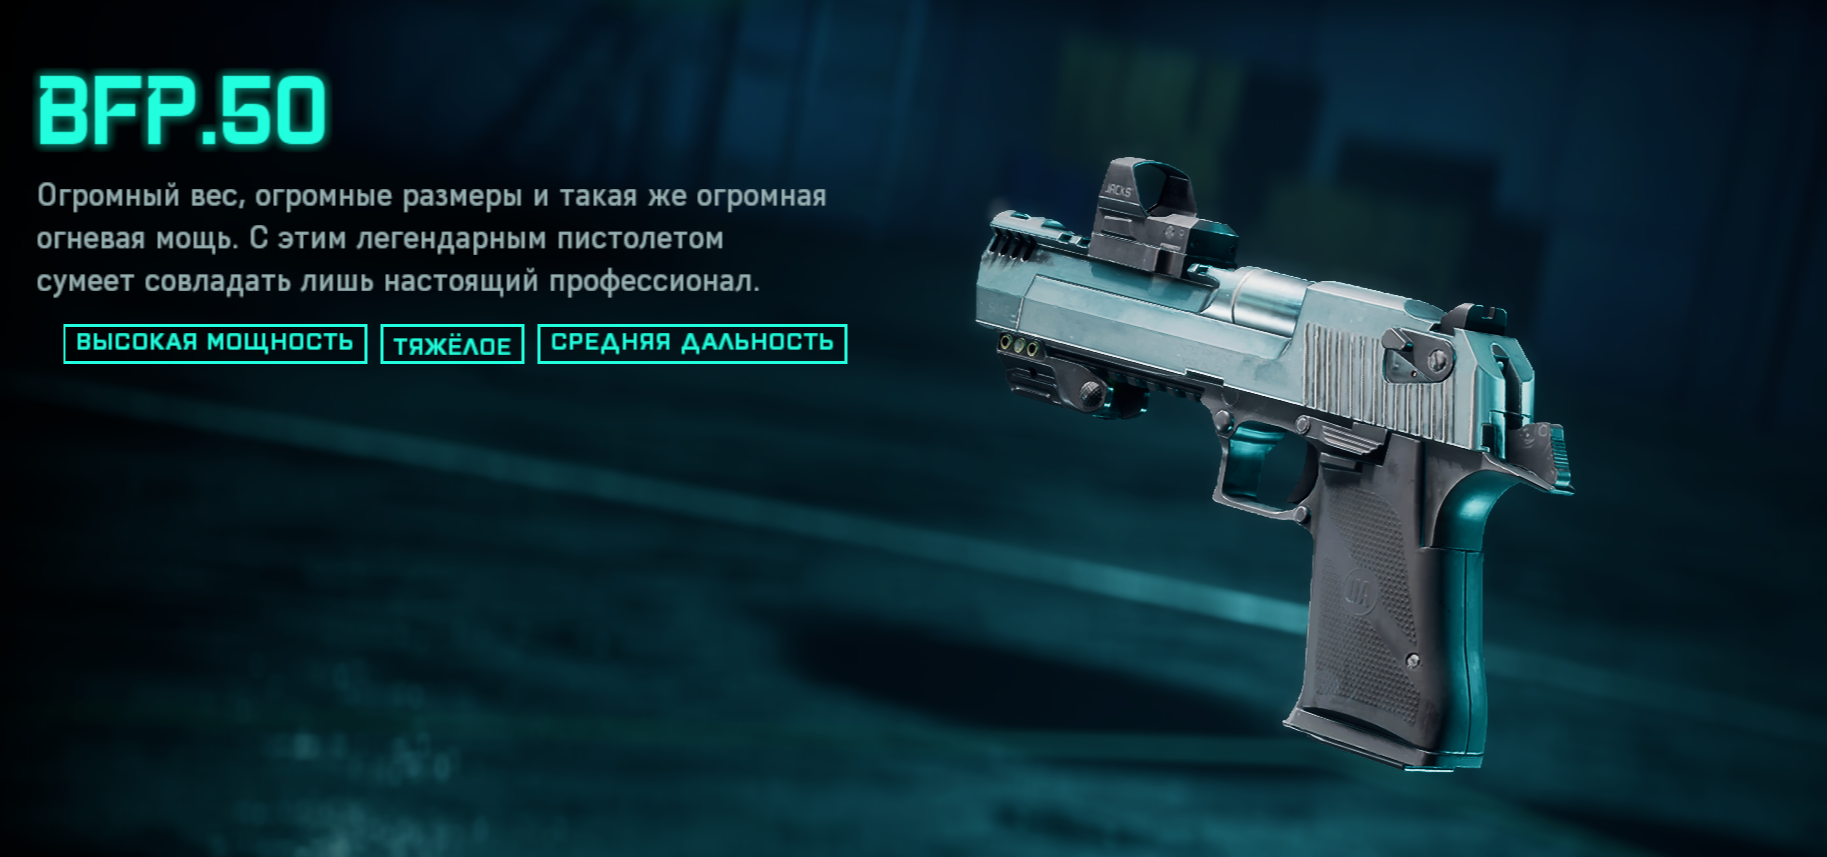 BFP.50
Огромный вес, огромные размеры и такая же огромная
огневая мощь. С этим легендарным пистолетом
сумеет совладать лишь настоящий профессионал.
ВЫСОКАЯ МОЩНОСТЬ ТЯЖЁЛОЕ СРЕДНЯЯ ДАЛЬНОСТЬ
JACKS